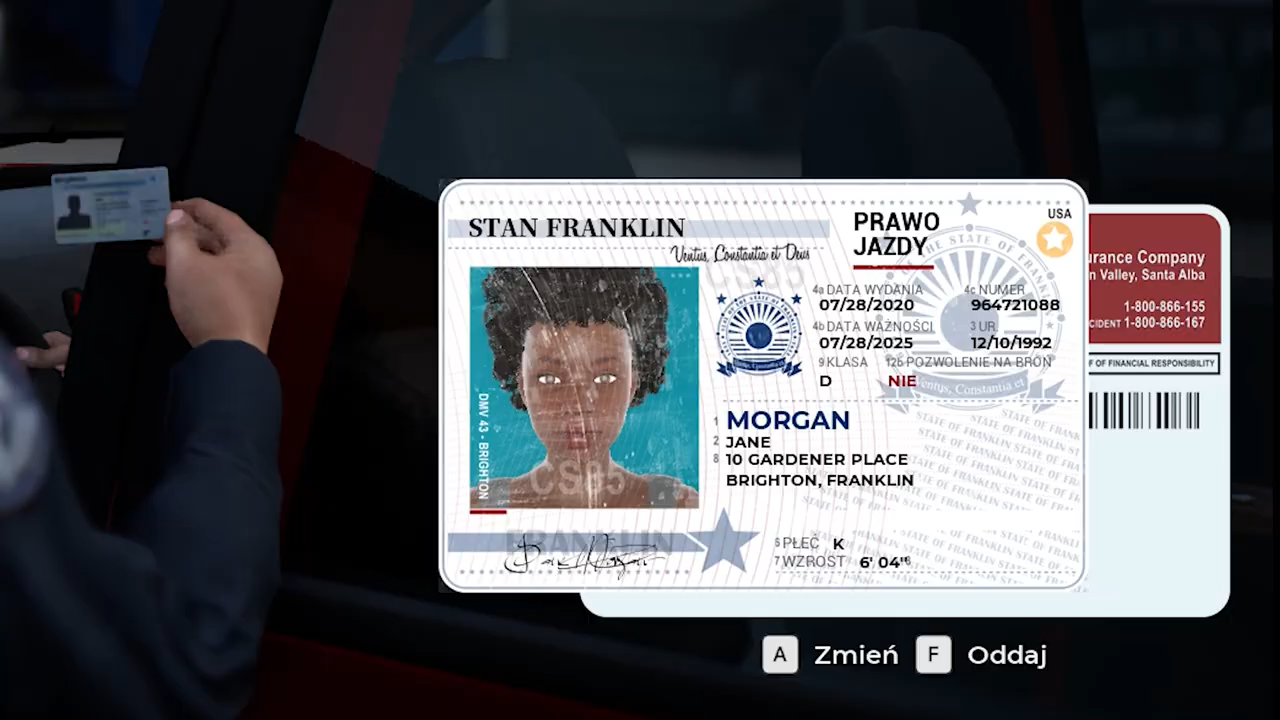 STAN FRANKLIN
Ventus, Constantia et Deus
PRAWO
JAZDY
USA
4a DATA WYDANIA
07/28/2020
4c NUMER
964721088
4b DATA WAŻNOŚCI
07/28/2025
3 UR.
12/10/1992
9 KLASA
D
12b POZWOLENIE NA BROŃ
NIE
1 MORGAN
2 JANE
8 10 GARDENER PLACE
BRIGHTON, FRANKLIN
DMV 43 - BRIGHTON
CS85
FRANKLIN
6 PŁEĆ K
7 WZROST 6' 04"
urance Company
n Valley, Santa Alba
1-800-866-155
CIDENT 1-800-866-167
F OF FINANCIAL RESPONSIBILITY
A Zmień F Oddaj